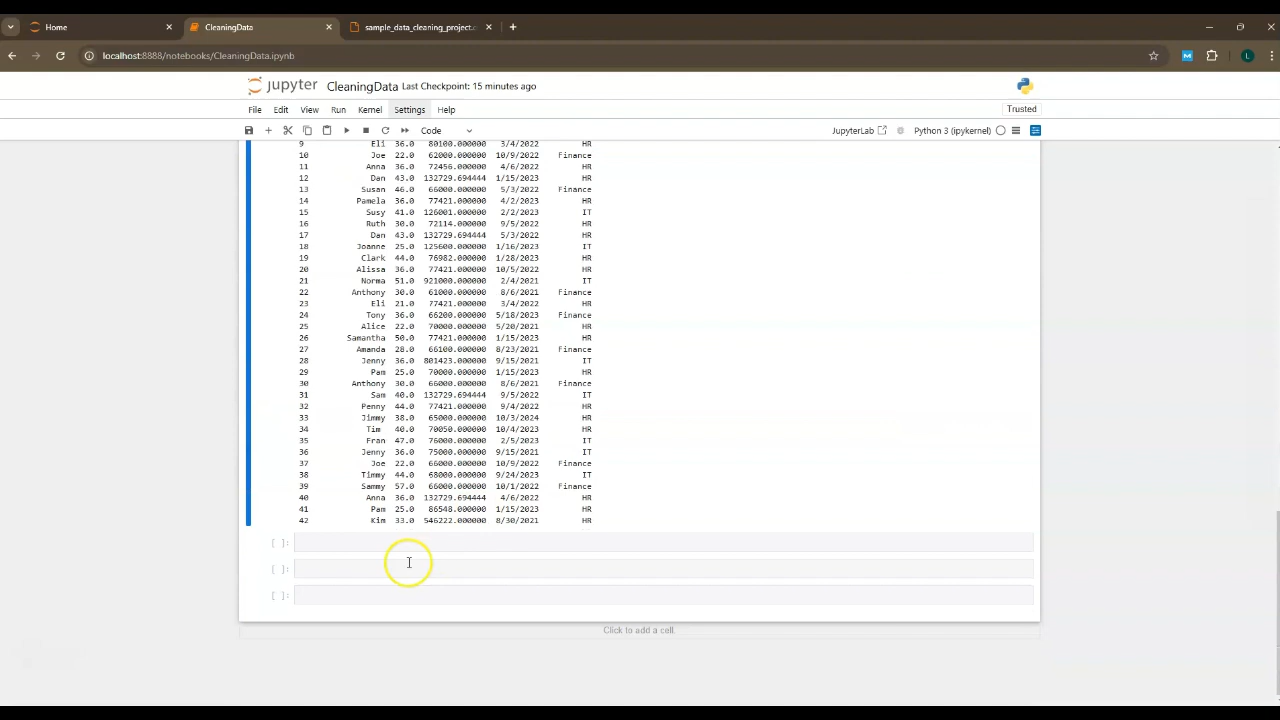 Home
CleaningData
sample_data_cleaning_project.c
localhost:8888/notebooks/CleaningData.ipynb
M
L
jupyter CleaningData Last Checkpoint: 15 minutes ago
File Edit View Run Kernel Settings Help
Trusted
Code
JupyterLab
Python 3 (ipykernel)
9 Eli 36.0 80100.000000 3/4/2022 HR
10 Joe 22.0 62000.000000 10/9/2022 Finance
11 Anna 36.0 72456.000000 4/6/2022 HR
12 Dan 43.0 132729.694444 1/15/2023 HR
13 Susan 46.0 66000.000000 5/3/2022 Finance
14 Pamela 36.0 77421.000000 4/2/2023 HR
15 Susy 41.0 126001.000000 2/2/2023 IT
16 Ruth 30.0 72114.000000 9/5/2022 HR
17 Dan 43.0 132729.694444 5/3/2022 HR
18 Joanne 25.0 125600.000000 1/16/2023 IT
19 Clark 44.0 76982.000000 1/28/2023 HR
20 Alissa 36.0 77421.000000 10/5/2022 HR
21 Norma 51.0 921000.000000 2/4/2021 IT
22 Anthony 30.0 61000.000000 8/6/2021 Finance
23 Eli 21.0 77421.000000 3/4/2022 HR
24 Tony 36.0 66200.000000 5/18/2023 Finance
25 Alice 22.0 70000.000000 5/20/2021 HR
26 Samantha 50.0 77421.000000 1/15/2023 HR
27 Amanda 28.0 66100.000000 8/23/2021 Finance
28 Jenny 36.0 801423.000000 9/15/2021 IT
29 Pam 25.0 70000.000000 1/15/2023 HR
30 Anthony 30.0 66000.000000 8/6/2021 Finance
31 Sam 40.0 132729.694444 9/5/2022 IT
32 Penny 44.0 77421.000000 9/4/2022 HR
33 Jimmy 38.0 65000.000000 10/3/2024 HR
34 Tim 40.0 70050.000000 10/4/2023 HR
35 Fran 47.0 76000.000000 2/5/2023 IT
36 Jenny 36.0 75000.000000 9/15/2021 IT
37 Joe 22.0 66000.000000 10/9/2022 Finance
38 Timmy 44.0 68000.000000 9/24/2023 IT
39 Sammy 57.0 66000.000000 10/1/2022 Finance
40 Anna 36.0 132729.694444 4/6/2022 HR
41 Pam 25.0 86548.000000 1/15/2023 HR
42 Kim 33.0 546222.000000 8/30/2021 HR
[ ]:
[ ]:
[ ]:
Click to add a cell.